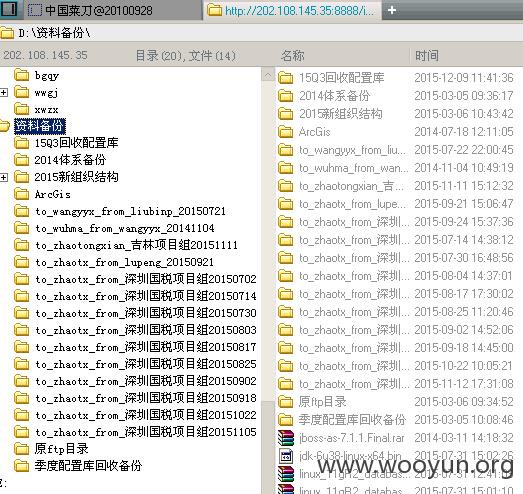 中国菜刀@20100928
http://202.108.145.35:8888/i...
D:\资料备份\
202.108.145.35
目录(20),文件(14)
名称
时间
bgqy
wwgj
xwzx
资料备份
15Q3回收配置库
2014体系备份
2015新组织结构
ArcGis
to_wangyyx_from_liubinp_20150721
to_wuhma_from_wangyyx_20141104
to_zhaotongxian_吉林项目组20151111
to_zhaotx_from_lupeng_20150921
to_zhaotx_from_深圳国税项目组20150702
to_zhaotx_from_深圳国税项目组20150714
to_zhaotx_from_深圳国税项目组20150730
to_zhaotx_from_深圳国税项目组20150803
to_zhaotx_from_深圳国税项目组20150817
to_zhaotx_from_深圳国税项目组20150825
to_zhaotx_from_深圳国税项目组20150902
to_zhaotx_from_深圳国税项目组20150918
to_zhaotx_from_深圳国税项目组20151022
to_zhaotx_from_深圳国税项目组20151105
原ftp目录
季度配置库回收备份
15Q3回收配置库 2015-12-09 11:41:36
2014体系备份 2015-03-05 09:36:17
2015新组织结构 2015-03-06 10:43:42
ArcGis 2014-07-18 12:11:05
to_wangyyx_from_liu... 2015-07-22 22:00:45
to_wuhma_from_wan... 2014-11-04 10:49:19
to_zhaotongxian_吉... 2015-11-11 15:12:32
to_zhaotx_from_lupe... 2015-09-21 15:06:47
to_zhaotx_from_深圳... 2015-09-24 15:37:36
to_zhaotx_from_深圳... 2015-07-14 14:38:12
to_zhaotx_from_深圳... 2015-07-30 16:48:56
to_zhaotx_from_深圳... 2015-08-04 14:37:01
to_zhaotx_from_深圳... 2015-08-17 17:30:02
to_zhaotx_from_深圳... 2015-08-25 11:20:46
to_zhaotx_from_深圳... 2015-09-02 14:52:06
to_zhaotx_from_深圳... 2015-09-18 14:45:00
to_zhaotx_from_深圳... 2015-10-22 10:05:21
to_zhaotx_from_深圳... 2015-11-12 17:31:08
原ftp目录 2015-03-06 09:34:52
季度配置库回收备份 2015-03-05 10:08:46
jboss-as-7.1.1.Final.rar 2014-03-11 14:18:32
jdk-6u38-linux-x64.bin 2015-07-31 15:02:26
www.wooyun.org
linux_11gR2_databas...
linux_11gR2_databas... 2015-07-31 15:01:10